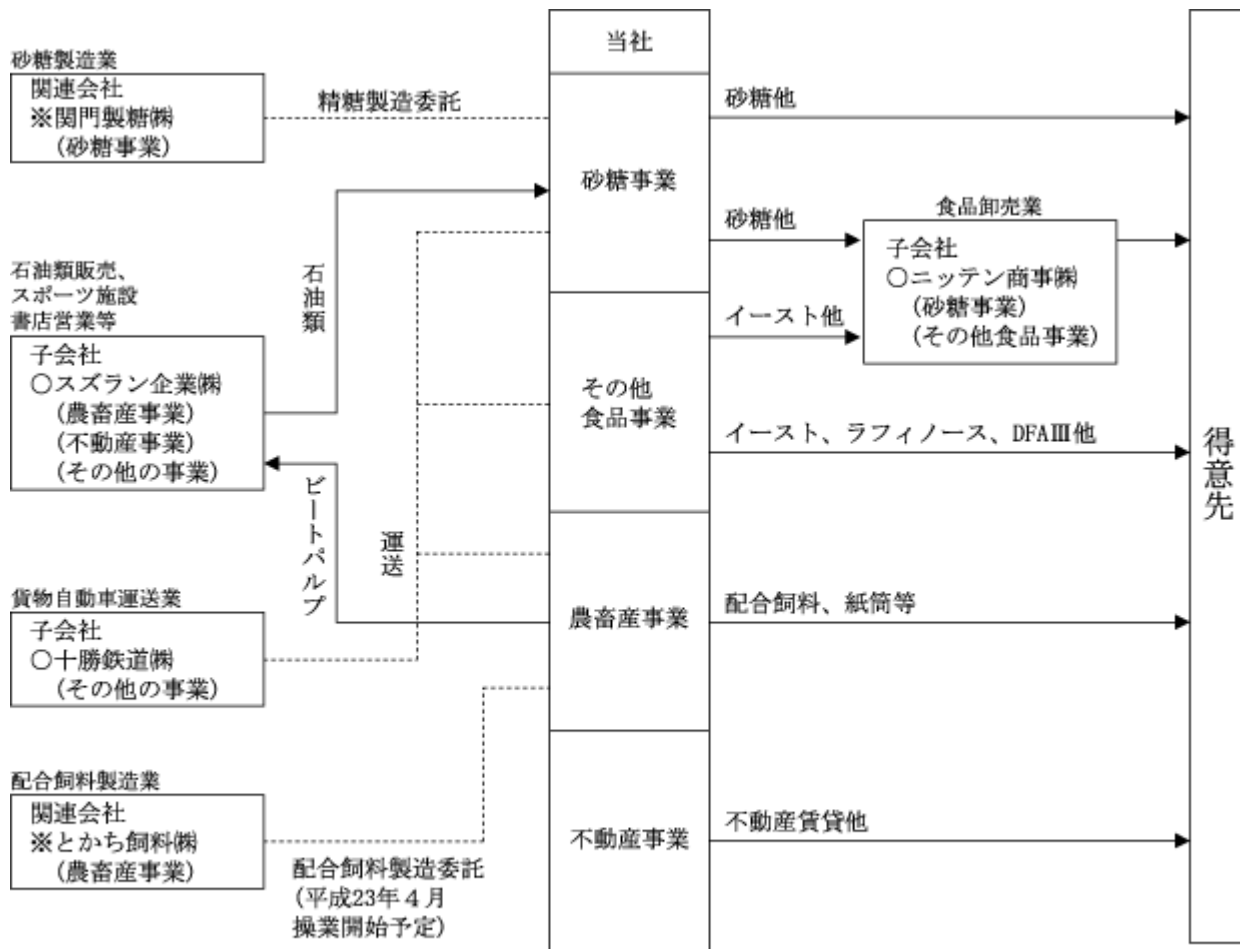 砂糖製造業
関連会社
※関門製糖㈱
(砂糖事業)
精糖製造委託
石油類販売、
スポーツ施設
書店営業等
子会社
○スズラン企業㈱
(農畜産事業)
(不動産事業)
(その他の事業)
石油類
ビートパルプ
運送
貨物自動車運送業
子会社
○十勝鉄道㈱
(その他の事業)
配合飼料製造業
関連会社
※とかち飼料㈱
(農畜産事業)
配合飼料製造委託
(平成23年４月
操業開始予定)
当社
砂糖事業
その他
食品事業
農畜産事業
不動産事業
砂糖他
砂糖他
イースト他
食品卸売業
子会社
○ニッテン商事㈱
(砂糖事業)
(その他食品事業)
イースト、ラフィノース、DFAⅢ他
配合飼料、紙筒等
不動産賃貸他
得意先